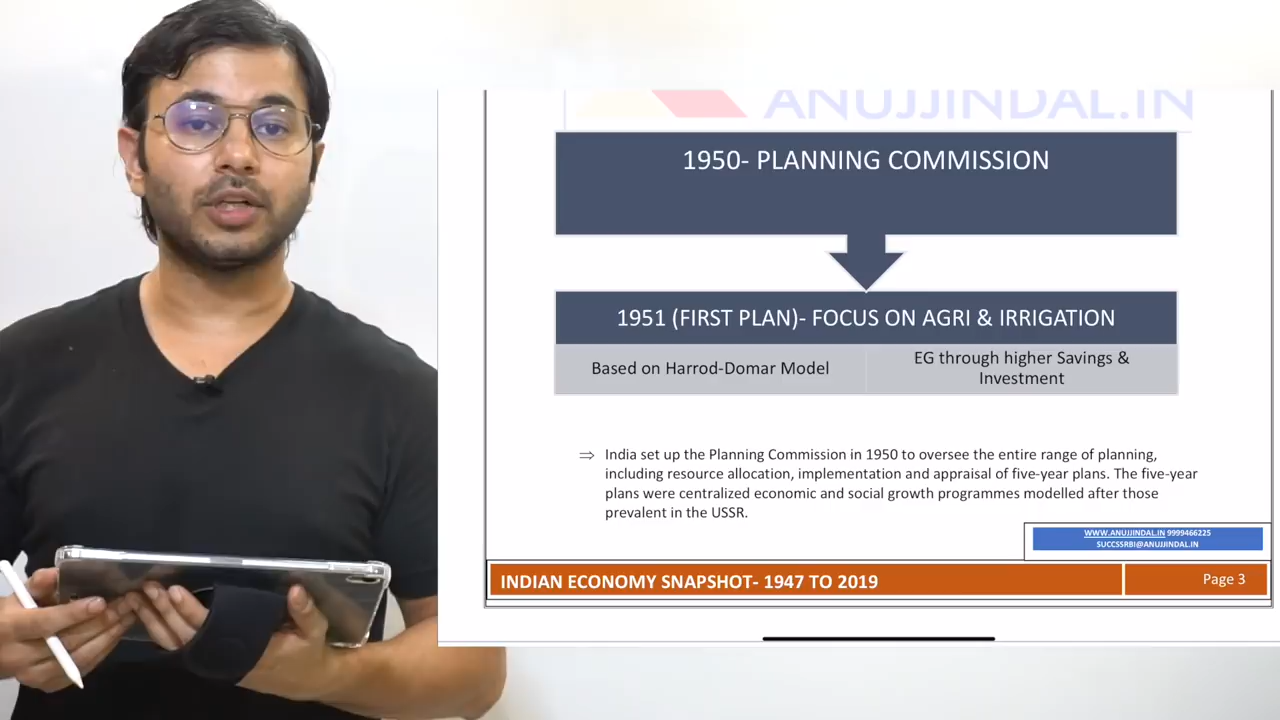 ANUJJINDAL.IN
1950- PLANNING COMMISSION
1951 (FIRST PLAN)- FOCUS ON AGRI & IRRIGATION
Based on Harrod-Domar Model
EG through higher Savings &
Investment
⇒ India set up the Planning Commission in 1950 to oversee the entire range of planning,
including resource allocation, implementation and appraisal of five-year plans. The five-year
plans were centralized economic and social growth programmes modelled after those
prevalent in the USSR.
WWW.ANUJJINDAL.IN 9999466225
SUCCSSRBI@ANUJJINDAL.IN
INDIAN ECONOMY SNAPSHOT- 1947 TO 2019
Page 3